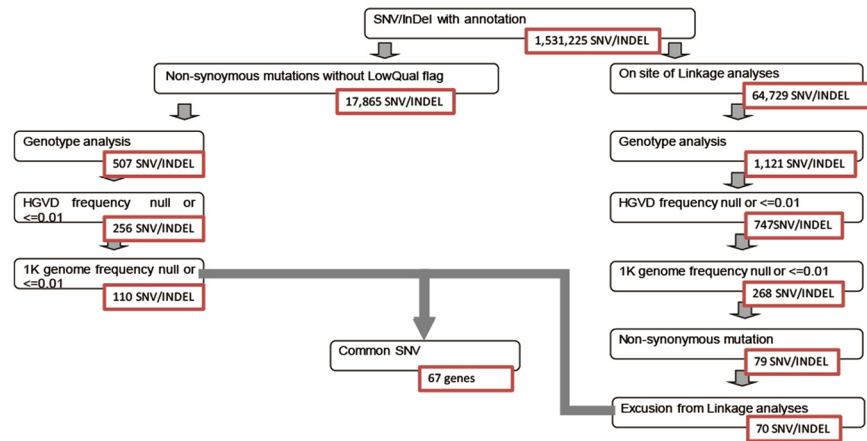 SNV/InDel with annotation
1,531,225 SNV/INDEL
Non-synoymous mutations without LowQual flag
17,865 SNV/INDEL
On site of Linkage analyses
64,729 SNV/INDEL
Genotype analysis
507 SNV/INDEL
Genotype analysis
1,121 SNV/INDEL
HGVD frequency null or
<=0.01
256 SNV/INDEL
HGVD frequency null or <=0.01
747SNV/INDEL
1K genome frequency null or
<=0.01
110 SNV/INDEL
1K genome frequency null or <=0.01
268 SNV/INDEL
Common SNV
67 genes
Non-synonymous mutation
79 SNV/INDEL
Excusion from Linkage analyses
70 SNV/INDEL